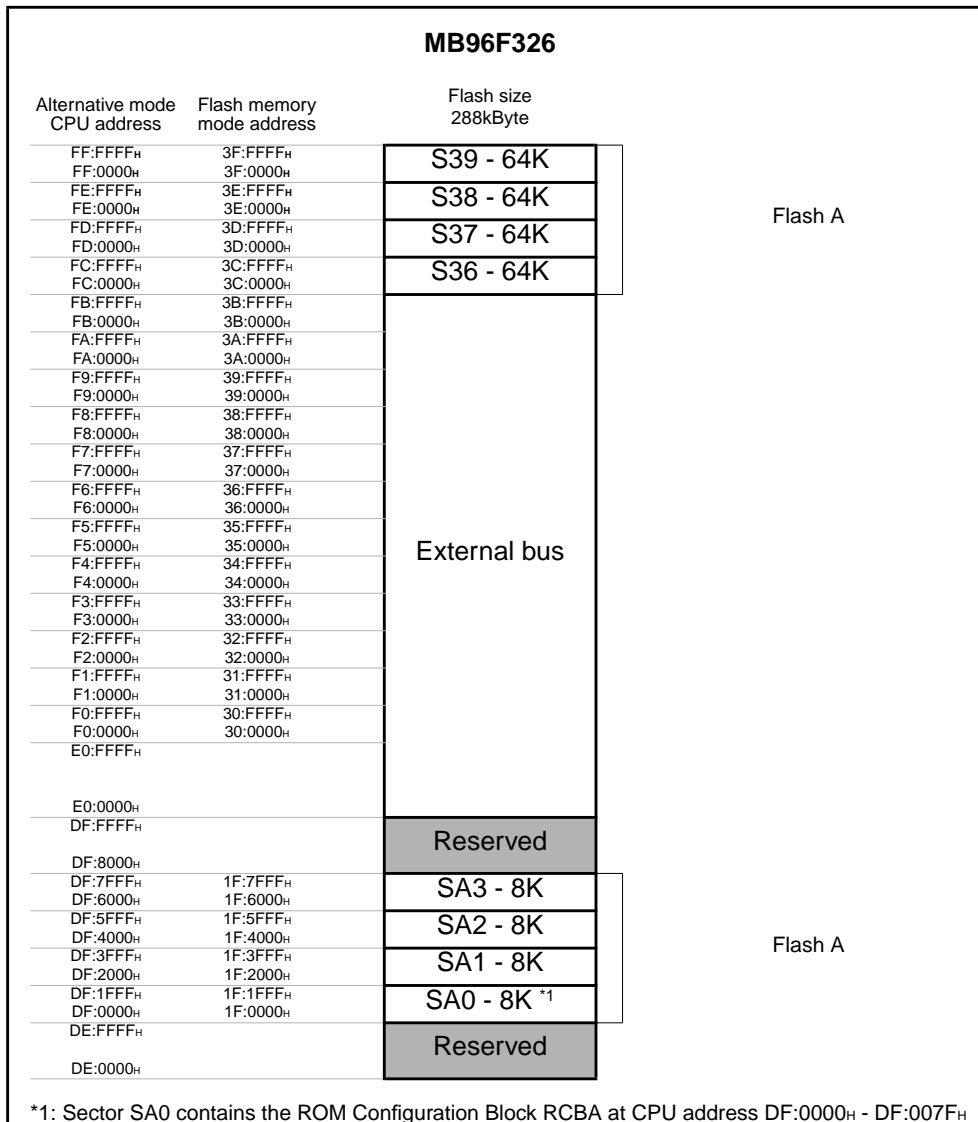 MB96F326
Alternative mode CPU address Flash memory mode address Flash size 288kByte
FF:FFFFH 3F:FFFFH
FF:0000H 3F:0000H
S39 - 64K
FE:FFFFH 3E:FFFFH
FE:0000H 3E:0000H
S38 - 64K
Flash A
FD:FFFFH 3D:FFFFH
FD:0000H 3D:0000H
S37 - 64K
FC:FFFFH 3C:FFFFH
FC:0000H 3C:0000H
S36 - 64K
FB:FFFFH 3B:FFFFH
FB:0000H 3B:0000H
FA:FFFFH 3A:FFFFH
FA:0000H 3A:0000H
F9:FFFFH 39:FFFFH
F9:0000H 39:0000H
F8:FFFFH 38:FFFFH
F8:0000H 38:0000H
F7:FFFFH 37:FFFFH
F7:0000H 37:0000H
F6:FFFFH 36:FFFFH
F6:0000H 36:0000H
F5:FFFFH 35:FFFFH
F5:0000H 35:0000H
External bus
F4:FFFFH 34:FFFFH
F4:0000H 34:0000H
F3:FFFFH 33:FFFFH
F3:0000H 33:0000H
F2:FFFFH 32:FFFFH
F2:0000H 32:0000H
F1:FFFFH 31:FFFFH
F1:0000H 31:0000H
F0:FFFFH 30:FFFFH
F0:0000H 30:0000H
E0:FFFFH
E0:0000H
DF:FFFFH
Reserved
DF:8000H
DF:7FFFH 1F:7FFFH
DF:6000H 1F:6000H
SA3 - 8K
DF:5FFFH 1F:5FFFH
DF:4000H 1F:4000H
SA2 - 8K
Flash A
DF:3FFFH 1F:3FFFH
DF:2000H 1F:2000H
SA1 - 8K
DF:1FFFH 1F:1FFFH
DF:0000H 1F:0000H
SA0 - 8K *1
DE:FFFFH
Reserved
DE:0000H
*1: Sector SA0 contains the ROM Configuration Block RCBA at CPU address DF:0000H - DF:007FH